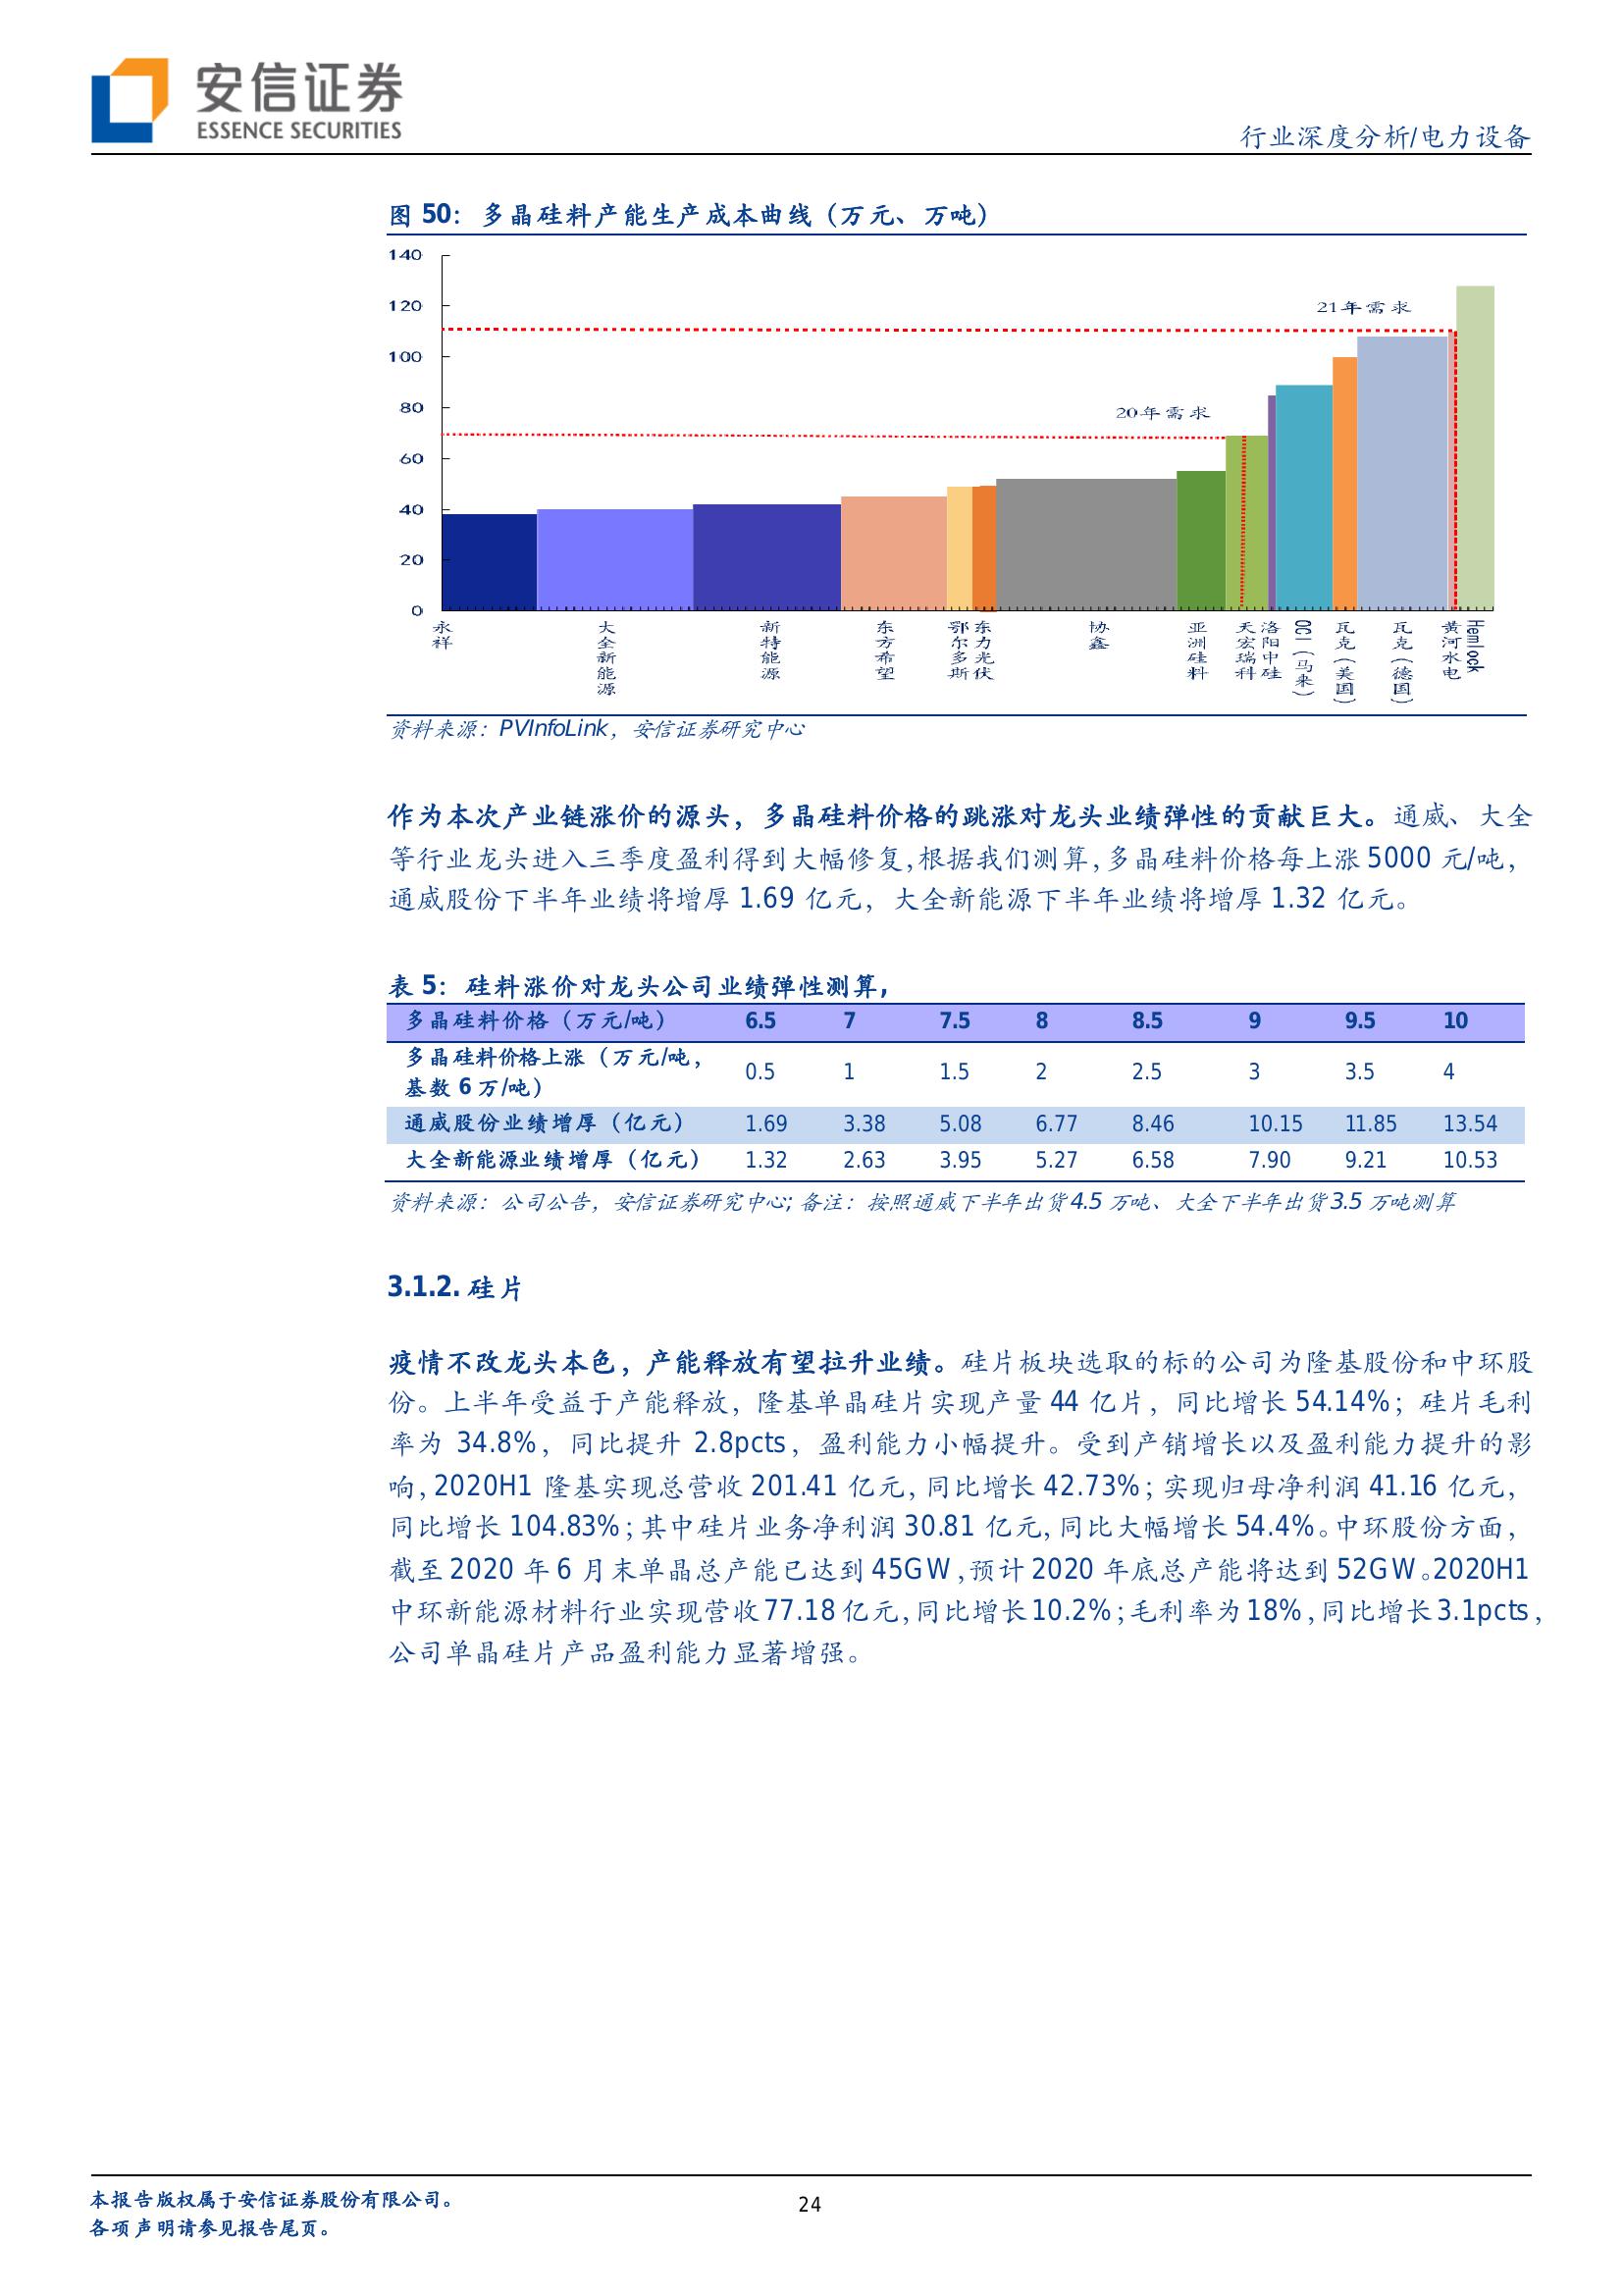 安信证券
ESSENCE SECURITIES
行业深度分析/电力设备
图 50：多晶硅料产能生产成本曲线（万元、万吨）
140
120
100
80
60
40
20
0
21年需求
20年需求
永祥
大全新能源
新特能源
东方希望
鄂尔多斯
东力光伏
协鑫
亚洲硅料
天宏瑞科
洛阳中硅
OCI（马来）
瓦克（美国）
瓦克（德国）
黄河水电
Hemlock
资料来源：PVInfoLink，安信证券研究中心
作为本次产业链涨价的源头，多晶硅料价格的跳涨对龙头业绩弹性的贡献巨大。通威、大全
等行业龙头进入三季度盈利得到大幅修复，根据我们测算，多晶硅料价格每上涨 5000 元/吨，
通威股份下半年业绩将增厚 1.69 亿元，大全新能源下半年业绩将增厚 1.32 亿元。
表 5：硅料涨价对龙头公司业绩弹性测算，
多晶硅料价格（万元/吨） 6.5 7 7.5 8 8.5 9 9.5 10
多晶硅料价格上涨（万元/吨，
基数 6 万/吨） 0.5 1 1.5 2 2.5 3 3.5 4
通威股份业绩增厚（亿元） 1.69 3.38 5.08 6.77 8.46 10.15 11.85 13.54
大全新能源业绩增厚（亿元） 1.32 2.63 3.95 5.27 6.58 7.90 9.21 10.53
资料来源：公司公告，安信证券研究中心; 备注：按照通威下半年出货4.5 万吨、大全下半年出货3.5 万吨测算
3.1.2. 硅片
疫情不改龙头本色，产能释放有望拉升业绩。硅片板块选取的标的公司为隆基股份和中环股
份。上半年受益于产能释放，隆基单晶硅片实现产量 44 亿片，同比增长 54.14%；硅片毛利
率为 34.8%，同比提升 2.8pcts，盈利能力小幅提升。受到产销增长以及盈利能力提升的影
响，2020H1 隆基实现总营收 201.41 亿元，同比增长 42.73%；实现归母净利润 41.16 亿元，
同比增长 104.83%；其中硅片业务净利润 30.81 亿元，同比大幅增长 54.4%。中环股份方面，
截至 2020 年 6 月末单晶总产能已达到 45GW，预计 2020 年底总产能将达到 52GW。2020H1
中环新能源材料行业实现营收 77.18 亿元，同比增长 10.2%；毛利率为 18%，同比增长 3.1pcts，
公司单晶硅片产品盈利能力显著增强。
本报告版权属于安信证券股份有限公司。
各项声明请参见报告尾页。
24